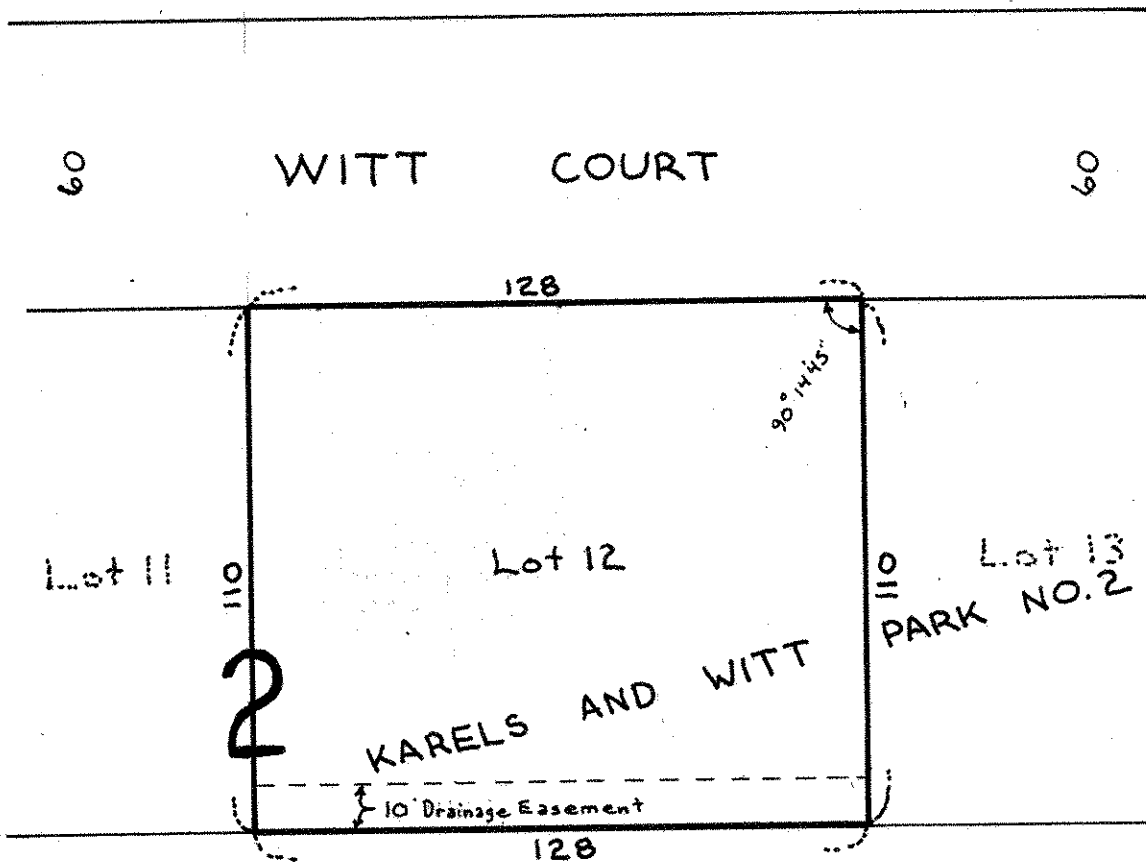 60
WITT COURT
60
128
90° 14' 45"
Lot 11
110
Lot 12
110
Lot 13
2
KARELS AND WITT PARK NO. 2
10' Drainage Easement
128